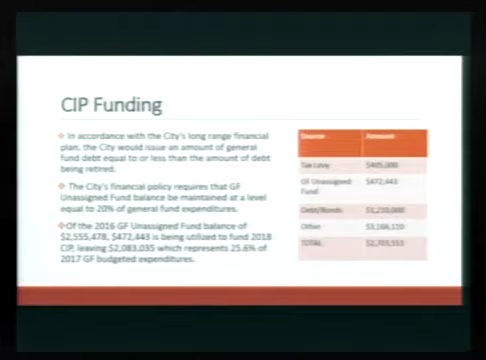 CIP Funding
In accordance with the City's long range financial
plan, the City would issue an amount of general
fund debt equal to or less than the amount of debt
being retired.
The City's financial policy requires that GF
Unassigned Fund balance be maintained at a level
equal to 20% of general fund expenditures.
Of the 2016 GF Unassigned Fund balance of
$2,555,478, $472,443 is being utilized to fund 2018
CIP, leaving $2,083,035 which represents 25.6% of
2017 GF budgeted expenditures.
Source Amount
Tax Levy
GF Unassigned $472,443
Fund
Debt/Bonds
Other
TOTAL